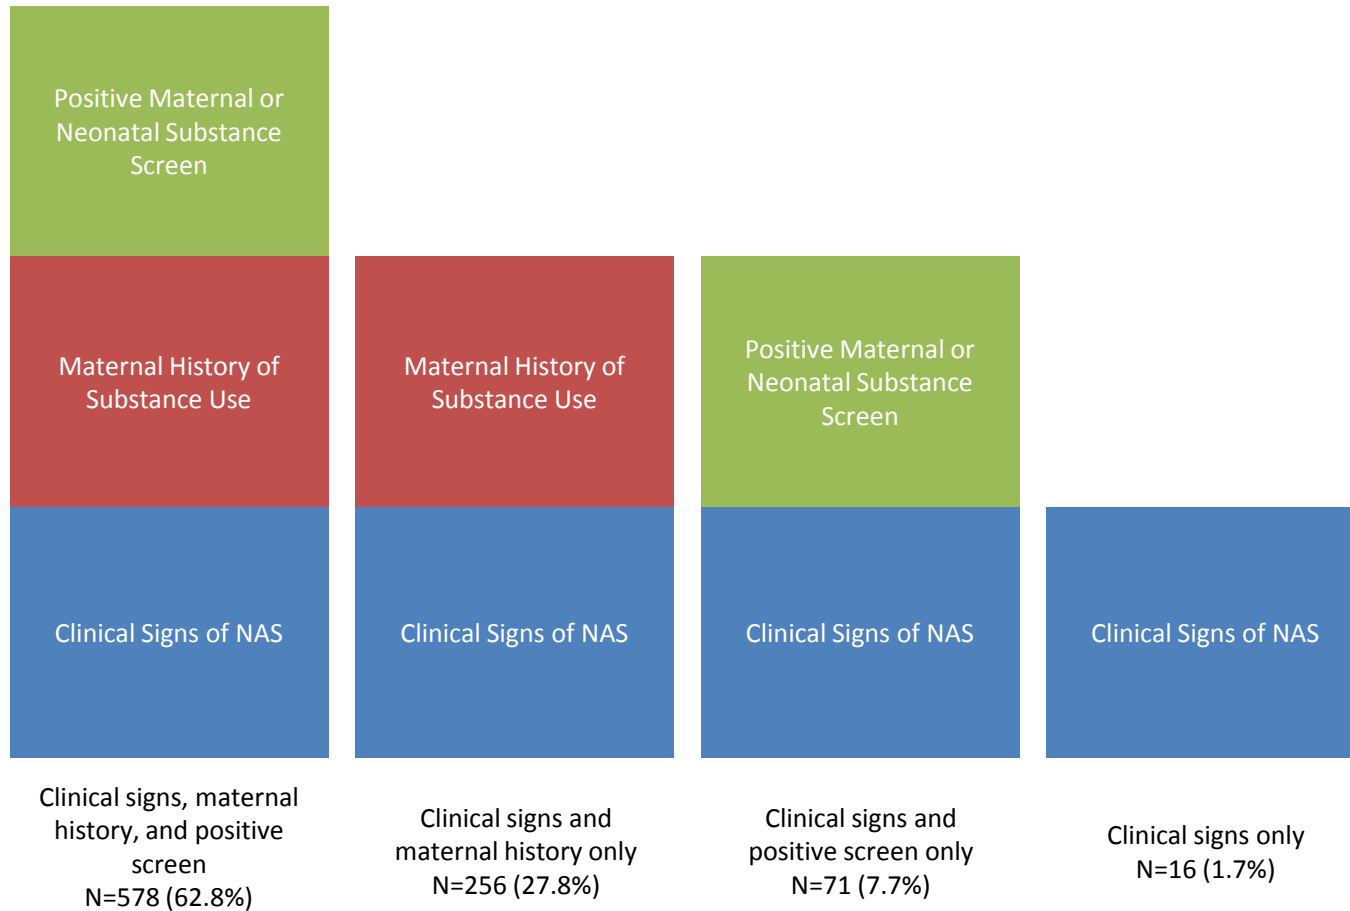 Positive Maternal or
Neonatal Substance
Screen
Maternal History of
Substance Use
Maternal History of
Substance Use
Positive Maternal or
Neonatal Substance
Screen
Clinical Signs of NAS
Clinical Signs of NAS
Clinical Signs of NAS
Clinical Signs of NAS
Clinical signs, maternal
history, and positive
screen
N=578 (62.8%)
Clinical signs and
maternal history only
N=256 (27.8%)
Clinical signs and
positive screen only
N=71 (7.7%)
Clinical signs only
N=16 (1.7%)